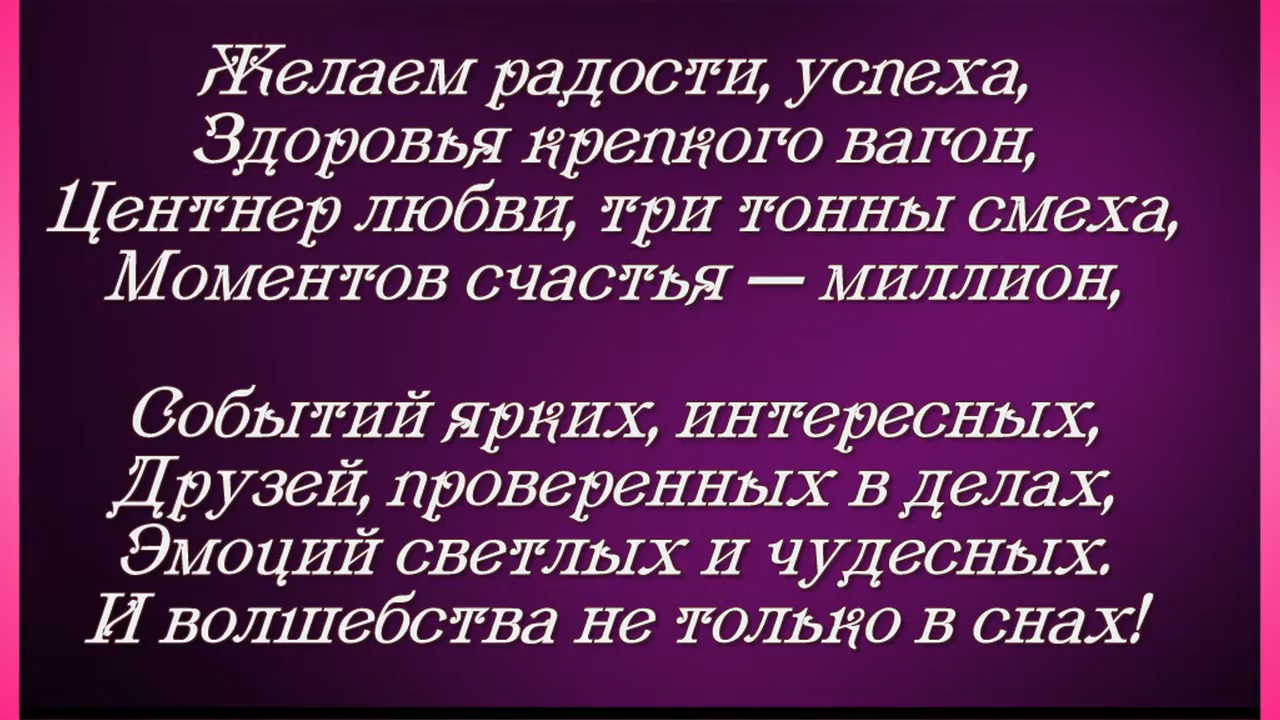 Желаем радости, успеха,
Здоровья крепкого вагон,
Центнер любви, три тонны смеха,
Моментов счастья — миллион,
Событий ярких, интересных,
Друзей, проверенных в делах,
Эмоций светлых и чудесных.
И волшебства не только в снах!